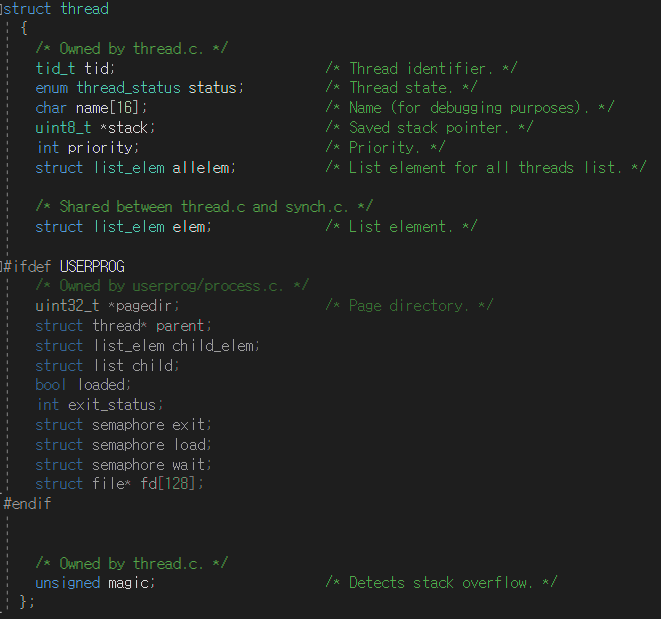 struct thread
{
/* Owned by thread.c. */
tid_t tid; /* Thread identifier. */
enum thread_status status; /* Thread state. */
char name[16]; /* Name (for debugging purposes). */
uint8_t *stack; /* Saved stack pointer. */
int priority; /* Priority. */
struct list_elem allelem; /* List element for all threads list. */
/* Shared between thread.c and synch.c. */
struct list_elem elem; /* List element. */
#ifdef USERPROG
/* Owned by userprog/process.c. */
uint32_t *pagedir; /* Page directory. */
struct thread* parent;
struct list_elem child_elem;
struct list child;
bool loaded;
int exit_status;
struct semaphore exit;
struct semaphore load;
struct semaphore wait;
struct file* fd[128];
#endif
/* Owned by thread.c. */
unsigned magic; /* Detects stack overflow. */
};